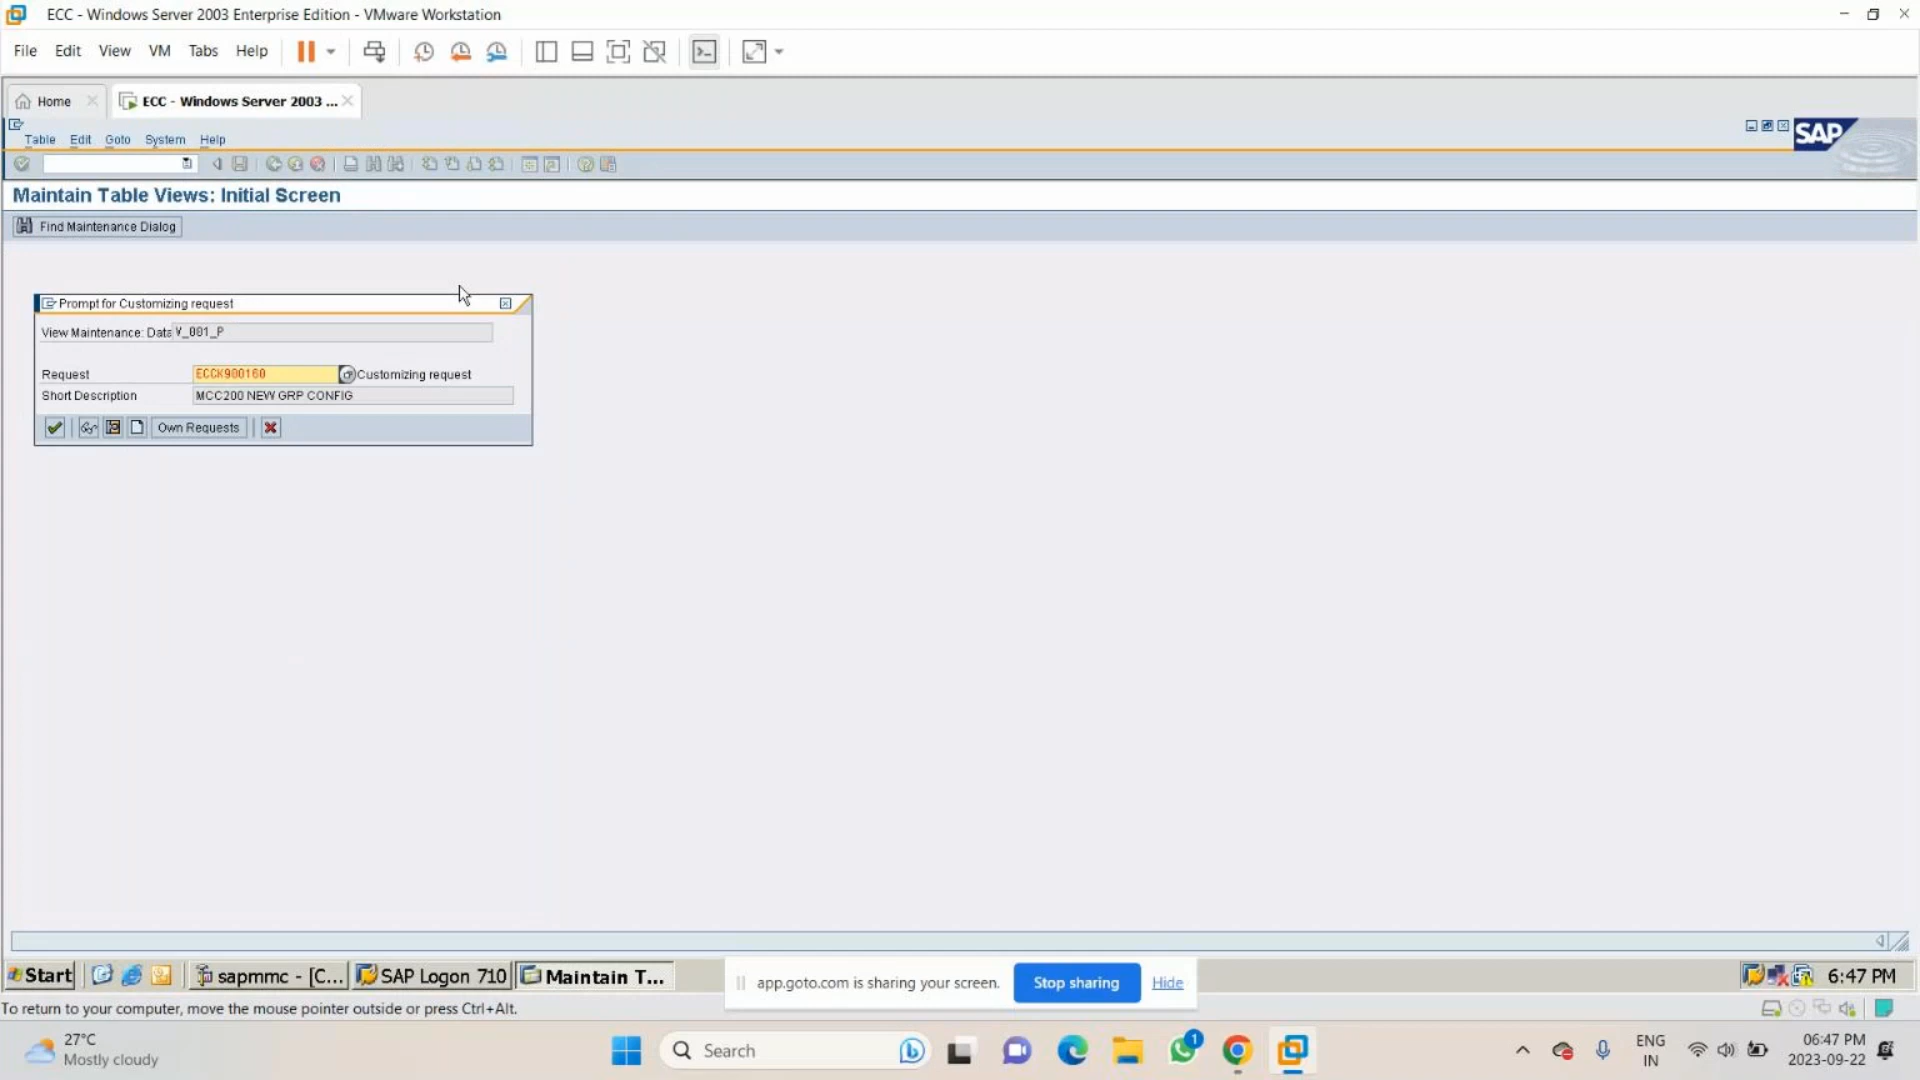 ECC - Windows Server 2003 Enterprise Edition - VMware Workstation
File Edit View VM Tabs Help
Home
ECC - Windows Server 2003 ...
Table Edit Goto System Help
SAP
Maintain Table Views: Initial Screen
Find Maintenance Dialog
Prompt for Customizing request
View Maintenance: Data V_001_P
Request ECCK900160 Customizing request
Short Description MCC200 NEW GRP CONFIG
Own Requests
Start sapmmc - [C... SAP Logon 710 Maintain T... 6:47 PM
app.goto.com is sharing your screen. Stop sharing Hide
To return to your computer, move the mouse pointer outside or press Ctrl+Alt.
27°C
Mostly cloudy
Search
1
ENG
IN
06:47 PM
2023-09-22